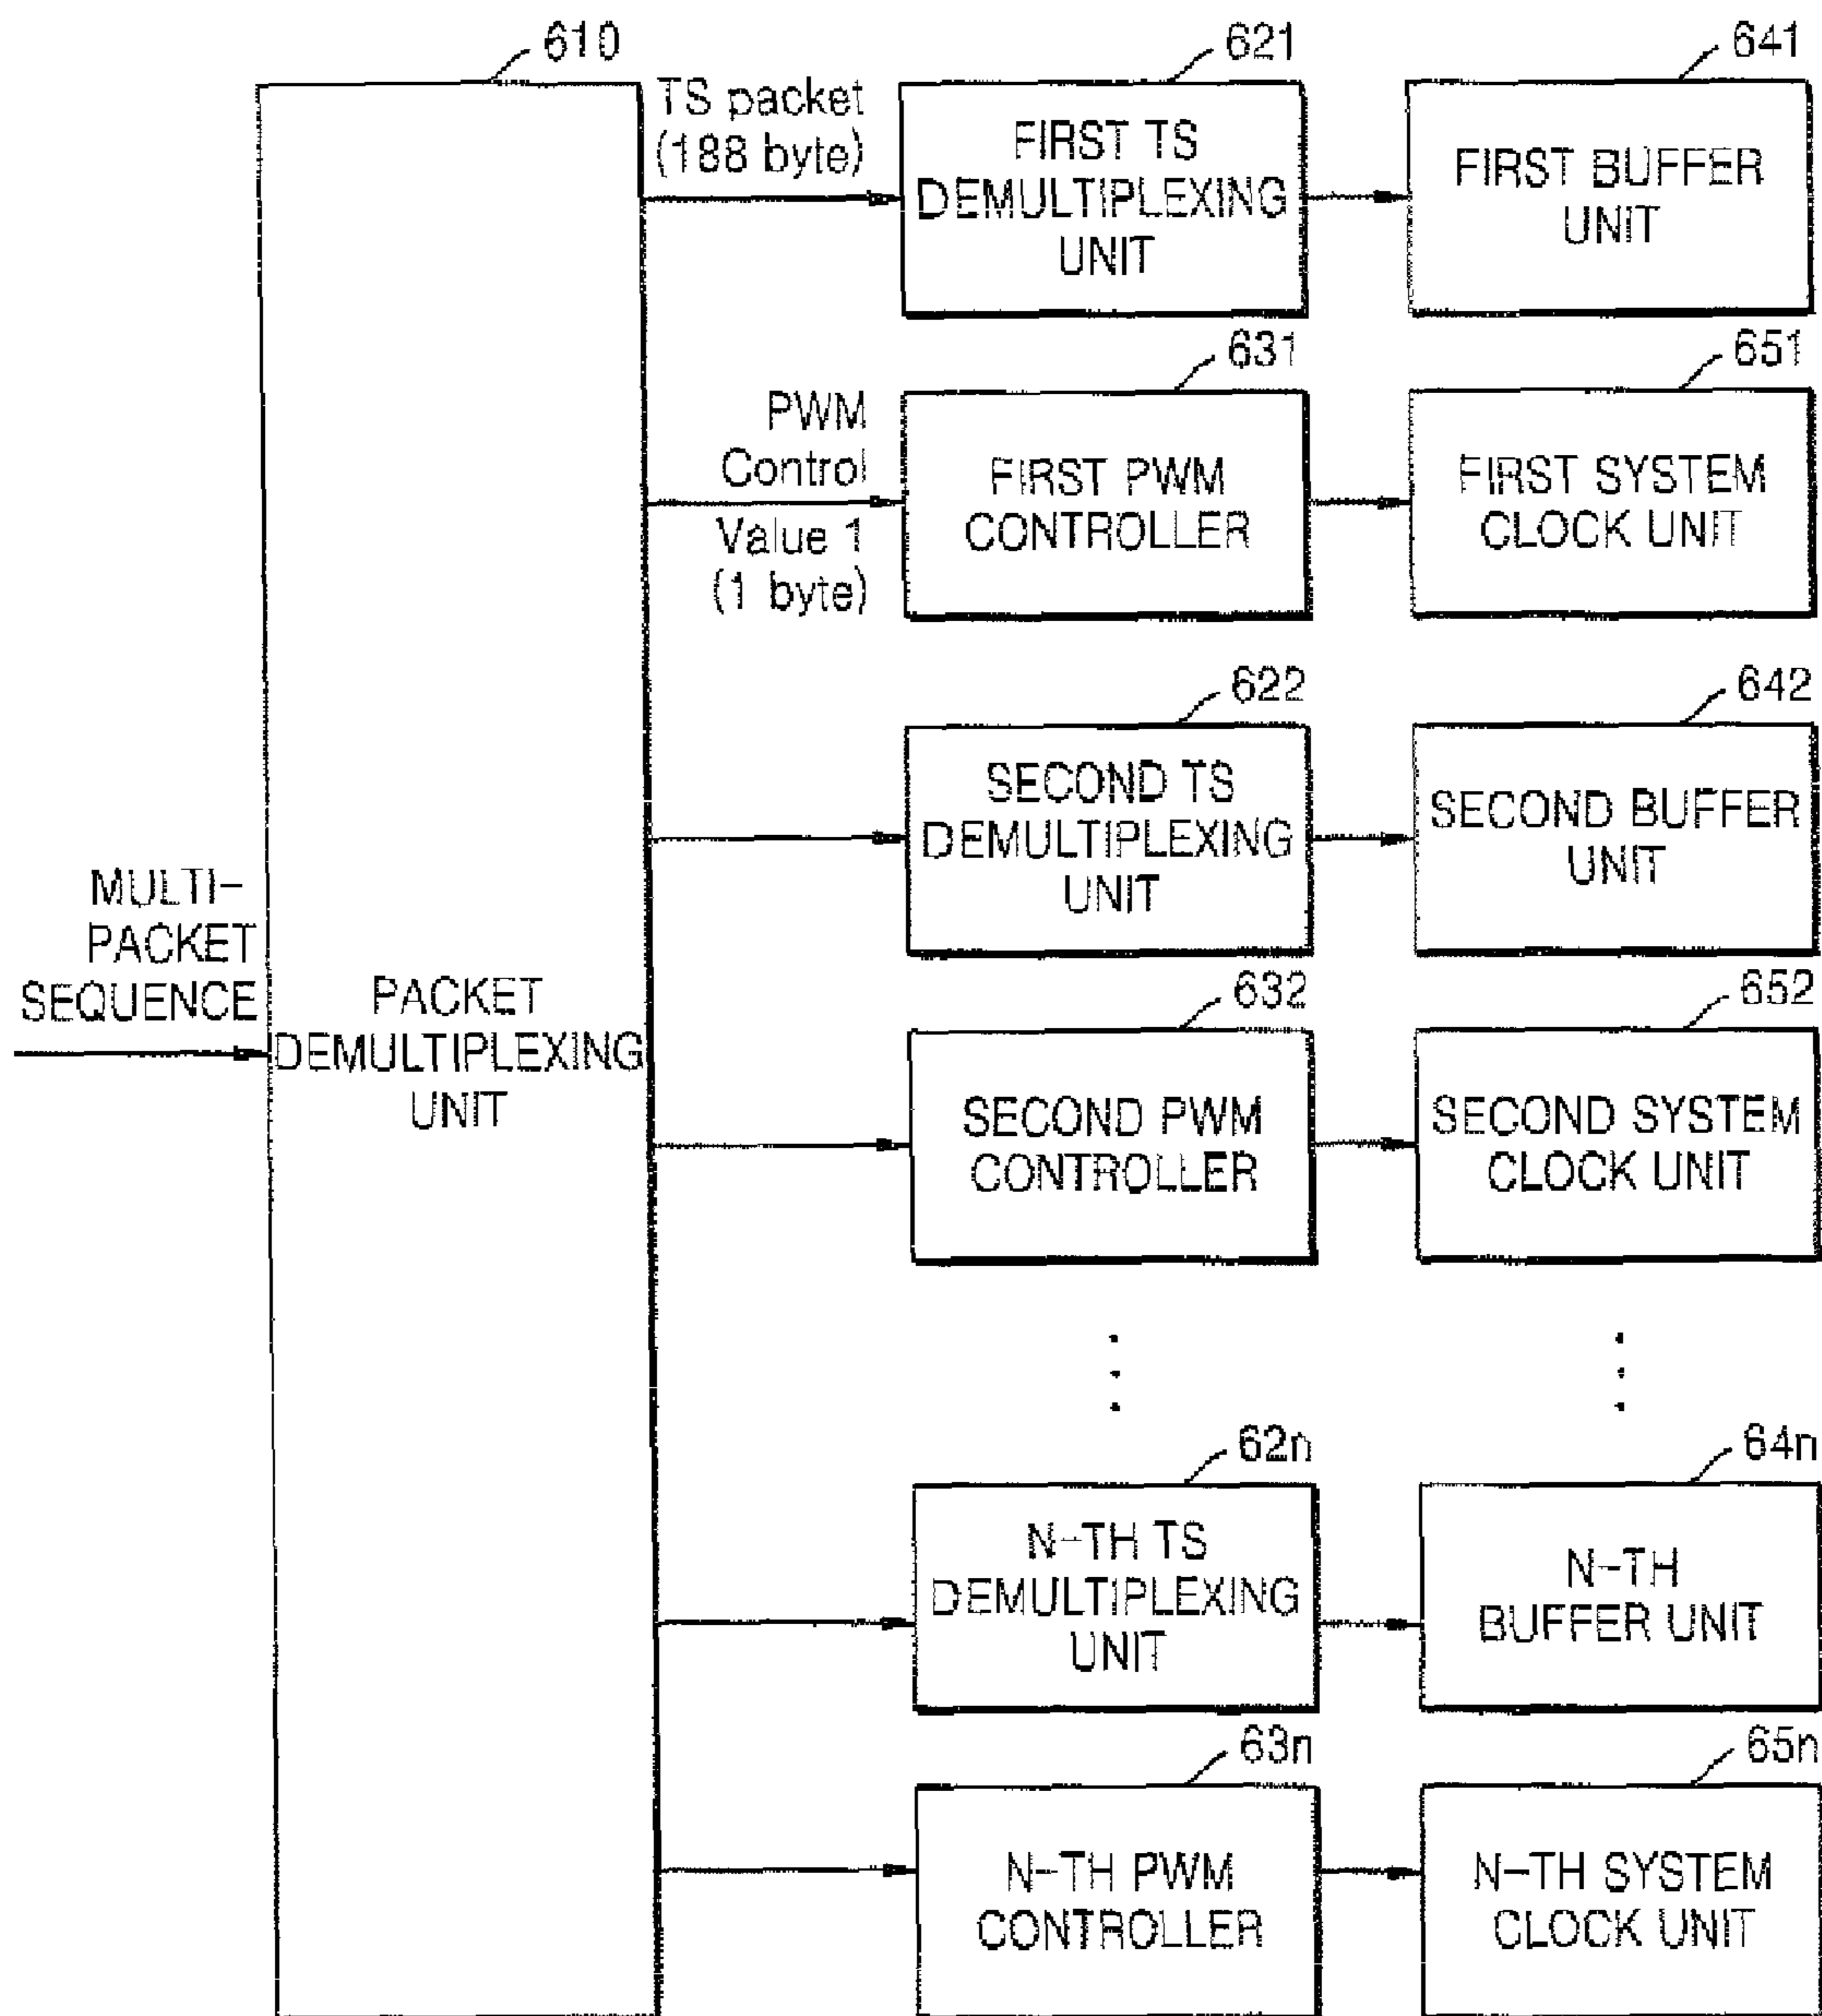 610
621
641
TS packet
(188 byte)
FIRST TS
DEMULTIPLEXING
UNIT
FIRST BUFFER
UNIT
631
651
PWM
Control
Value 1
(1 byte)
FIRST PWM
CONTROLLER
FIRST SYSTEM
CLOCK UNIT
622
642
SECOND TS
DEMULTIPLEXING
UNIT
SECOND BUFFER
UNIT
MULTI-
PACKET
SEQUENCE
PACKET
DEMULTIPLEXING
UNIT
632
652
SECOND PWM
CONTROLLER
SECOND SYSTEM
CLOCK UNIT
62n
64n
N-TH TS
DEMULTIPLEXING
UNIT
N-TH
BUFFER UNIT
63n
65n
N-TH PWM
CONTROLLER
N-TH SYSTEM
CLOCK UNIT